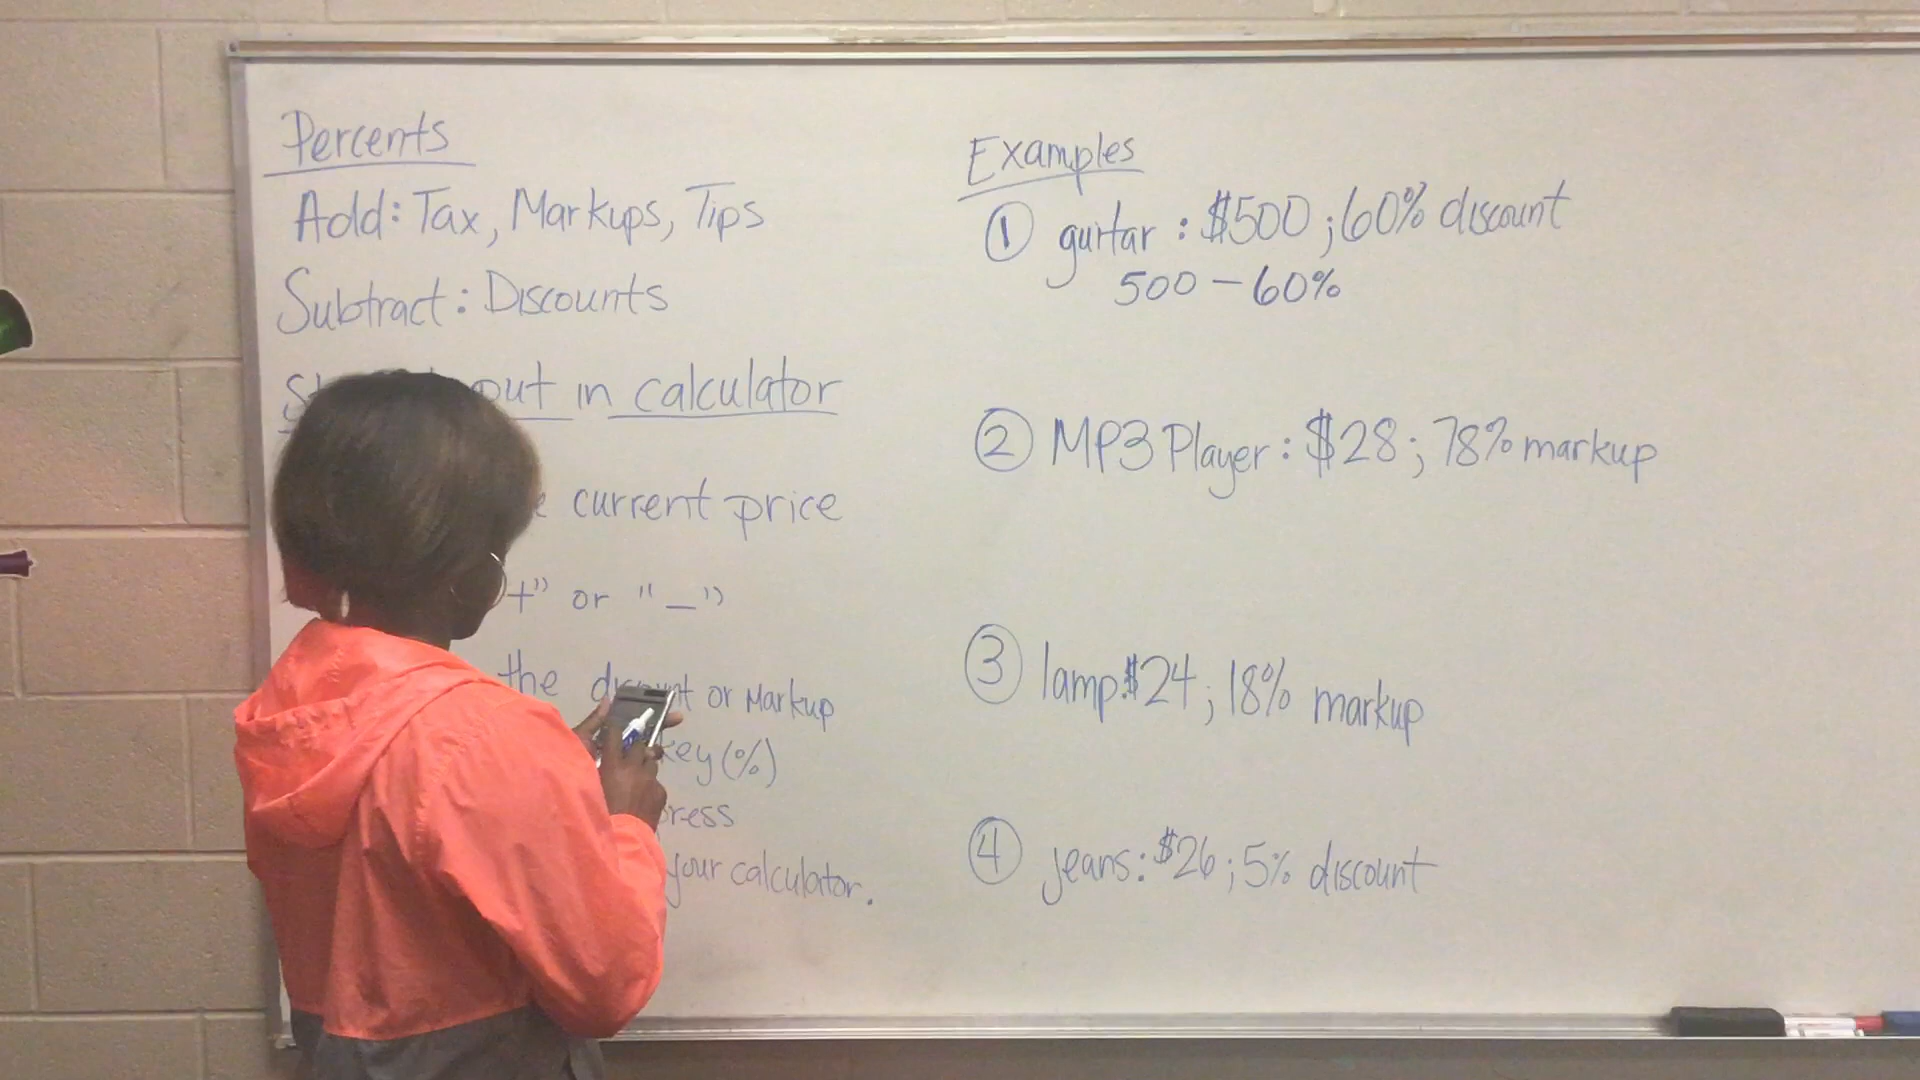 Percents
Add: Tax, Markups, Tips
Subtract: Discounts
out in calculator
current price
+" or "–"
the discount or Markup
key (%)
press
your calculator.
Examples
① guitar : $500 ; 60% discount
500 – 60%
② MP3 Player : $28 ; 78% markup
③ lamp: $24 ; 18% markup
④ jeans: $26 ; 5% discount